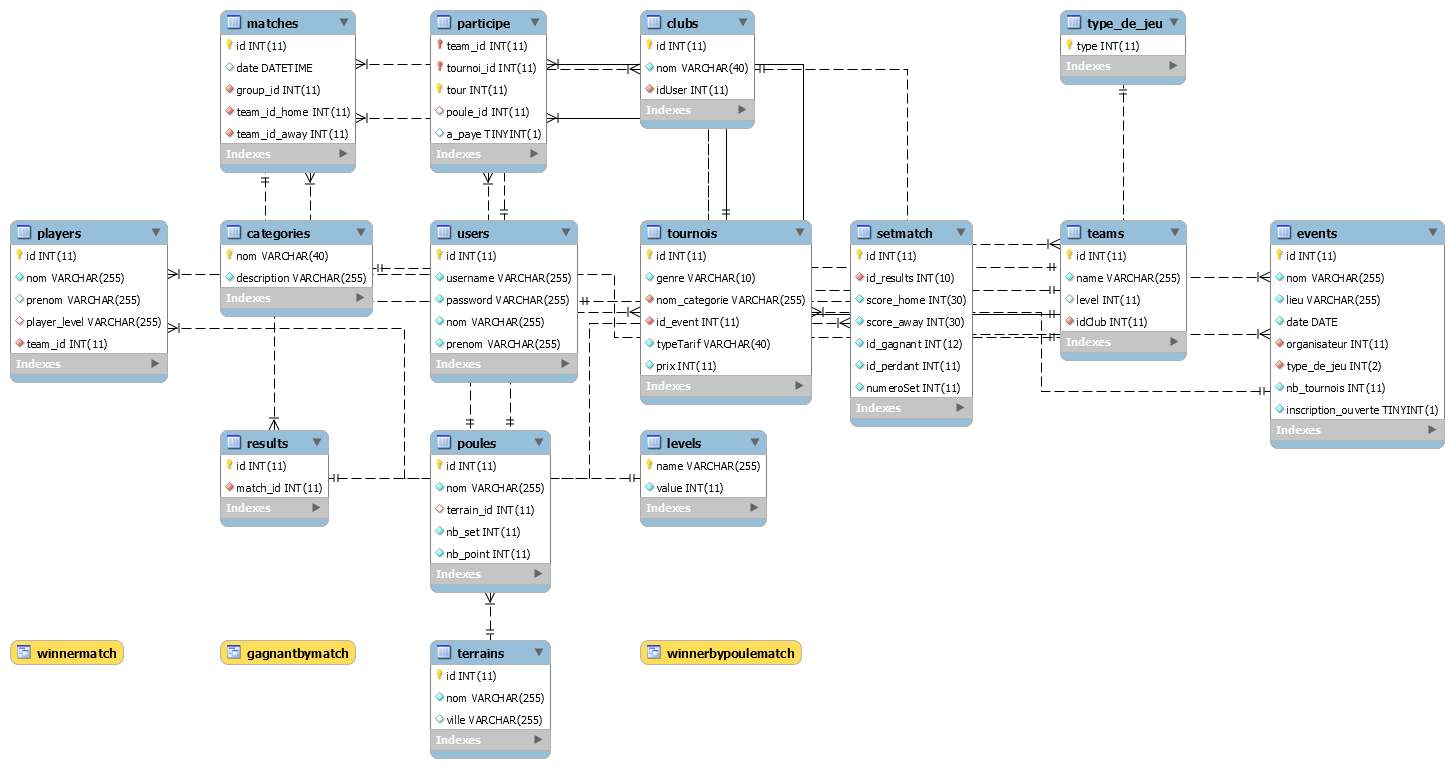 matches
id INT(11)
date DATETIME
group_id INT(11)
team_id_home INT(11)
team_id_away INT(11)
Indexes
participe
team_id INT(11)
tournoi_id INT(11)
tour INT(11)
poule_id INT(11)
a_paye TINYINT(1)
Indexes
clubs
id INT(11)
nom VARCHAR(40)
idUser INT(11)
Indexes
type_de_jeu
type INT(11)
Indexes
players
id INT(11)
nom VARCHAR(255)
prenom VARCHAR(255)
player_level VARCHAR(255)
team_id INT(11)
Indexes
categories
nom VARCHAR(40)
description VARCHAR(255)
Indexes
users
id INT(11)
username VARCHAR(255)
password VARCHAR(255)
nom VARCHAR(255)
prenom VARCHAR(255)
Indexes
tournois
id INT(11)
genre VARCHAR(10)
nom_categorie VARCHAR(255)
id_event INT(11)
typeTarif VARCHAR(40)
prix INT(11)
Indexes
setmatch
id INT(11)
id_results INT(10)
score_home INT(30)
score_away INT(30)
id_gagnant INT(12)
id_perdant INT(11)
numeroSet INT(11)
Indexes
teams
id INT(11)
name VARCHAR(255)
level INT(11)
idClub INT(11)
Indexes
events
id INT(11)
nom VARCHAR(255)
lieu VARCHAR(255)
date DATE
organisateur INT(11)
type_de_jeu INT(2)
nb_tournois INT(11)
inscription_ouverte TINYINT(1)
Indexes
results
id INT(11)
match_id INT(11)
Indexes
poules
id INT(11)
nom VARCHAR(255)
terrain_id INT(11)
nb_set INT(11)
nb_point INT(11)
Indexes
levels
name VARCHAR(255)
value INT(11)
Indexes
winnermatch
gagnantbymatch
terrains
id INT(11)
nom VARCHAR(255)
ville VARCHAR(255)
Indexes
winnerbypoulematch